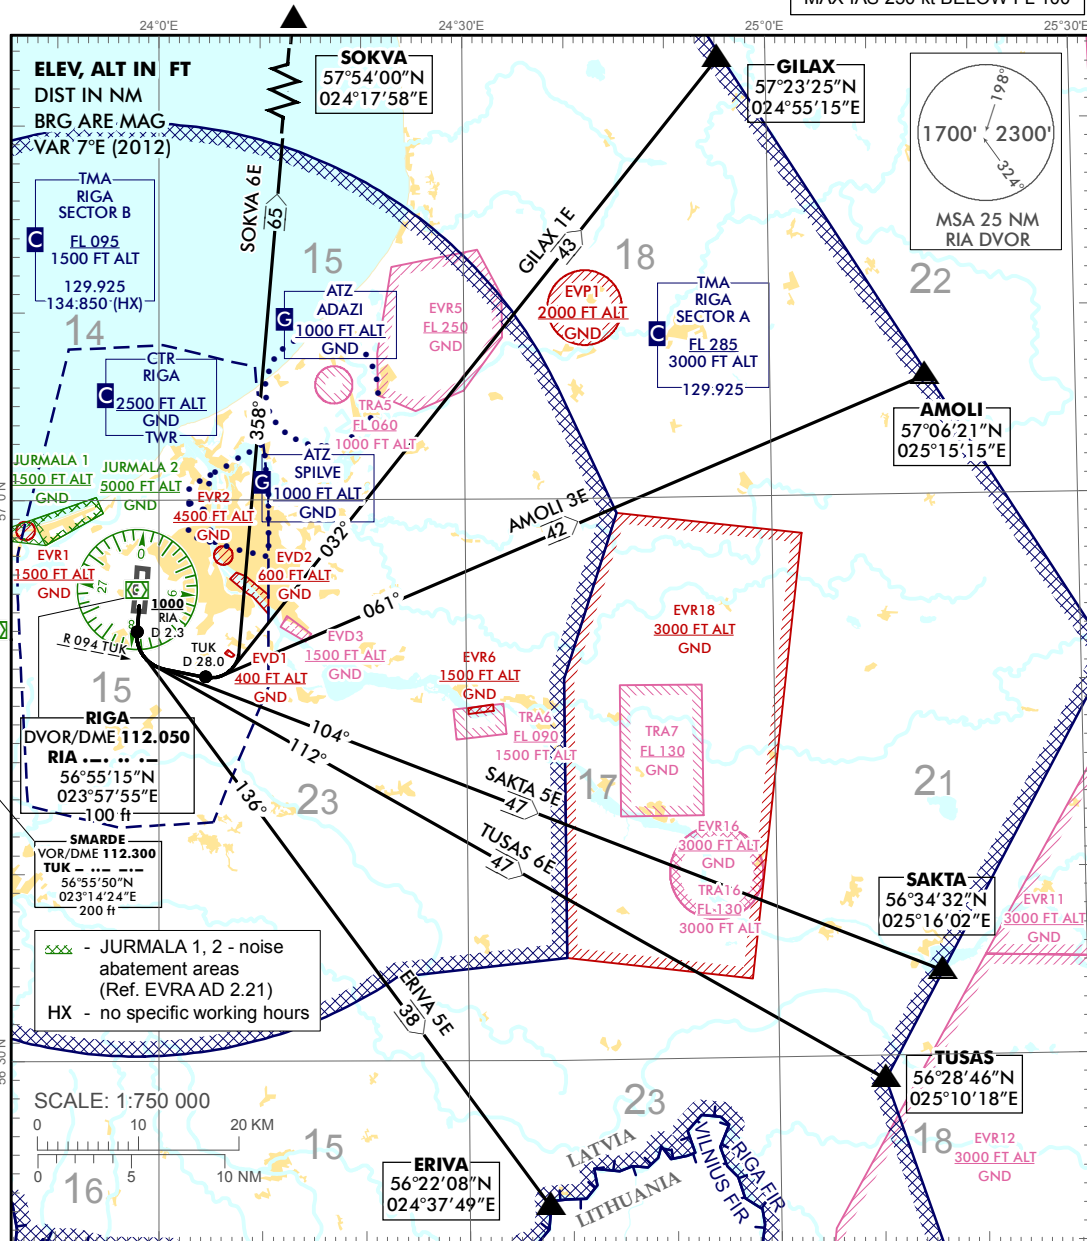 MAX IAS 250 kt BELOW FL 100
24°0'E
24°30'E
25°0'E
25°30'E
ELEV, ALT IN FT
DIST IN NM
BRG ARE MAG
VAR 7°E (2012)
SOKVA
57°54'00"N
024°17'58"E
GILAX
57°23'25"N
024°55'15"E
198°
1700' 2300'
324°
MSA 25 NM
RIA DVOR
TMA
RIGA
SECTOR B
C
FL 095
1500 FT ALT
129.925
134.850 (HX)
SOKVA 6E
65
15
GILAX 1E
43
18
22
14
ATZ
ADAZI
G
1000 FT ALT
GND
EVR5
FL 250
GND
EVP1
2000 FT ALT
GND
TMA
RIGA
SECTOR A
C
FL 285
3000 FT ALT
129.925
CTR
RIGA
C
2500 FT ALT
GND
TWR
358°
TRA5
FL 060
1000 FT ALT
AMOLI
57°06'21"N
025°15'15"E
JURMALA 1
1500 FT ALT
GND
JURMALA 2
5000 FT ALT
GND
ATZ
SPILVE
G
1000 FT ALT
GND
57°0'N
EVR2
4500 FT ALT
GND
032°
AMOLI 3E
42
EVR1
1500 FT ALT
GND
0
27
9
18
EVD2
600 FT ALT
GND
061°
1000
RIA
D 2.3
R 094 TUK
TUK
D 28.0
EVD3
1500 FT ALT
GND
EVD1
400 FT ALT
GND
EVR6
1500 FT ALT
GND
EVR18
3000 FT ALT
GND
15
RIGA
DVOR/DME 112.050
RIA .-. .. .-
56°55'15"N
023°57'55"E
100 ft
104°
112°
136°
TRA6
FL 090
1500 FT ALT
TRA7
FL 130
GND
23
SAKTA 5E
47
17
21
TUSAS 6E
47
SMARDE
VOR/DME 112.300
TUK - ..- -.-
56°55'50"N
023°14'24"E
200 ft
EVR16
3000 FT ALT
GND
TRA16
FL 130
3000 FT ALT
SAKTA
56°34'32"N
025°16'02"E
EVR11
3000 FT ALT
GND
- JURMALA 1, 2 - noise
abatement areas
(Ref. EVRA AD 2.21)
HX - no specific working hours
ERIVA 5E
38
56°30'N
TUSAS
56°28'46"N
025°10'18"E
SCALE: 1:750 000
0 10 20 KM
0 5 10 NM
15
16
23
18
LATVIA
LITHUANIA
RIGA FIR
VILNIUS FIR
EVR12
3000 FT ALT
GND
ERIVA
56°22'08"N
024°37'49"E